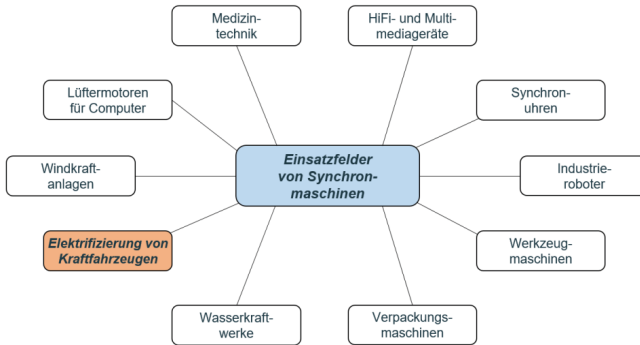 Medizin-
technik
HiFi- und Multi-
mediageräte
Lüftermotoren
für Computer
Synchron-
uhren
Einsatzfelder
von Synchron-
maschinen
Windkraft-
anlagen
Industrie-
roboter
Elektrifizierung von
Kraftfahrzeugen
Werkzeug-
maschinen
Wasserkraft-
werke
Verpackungs-
maschinen